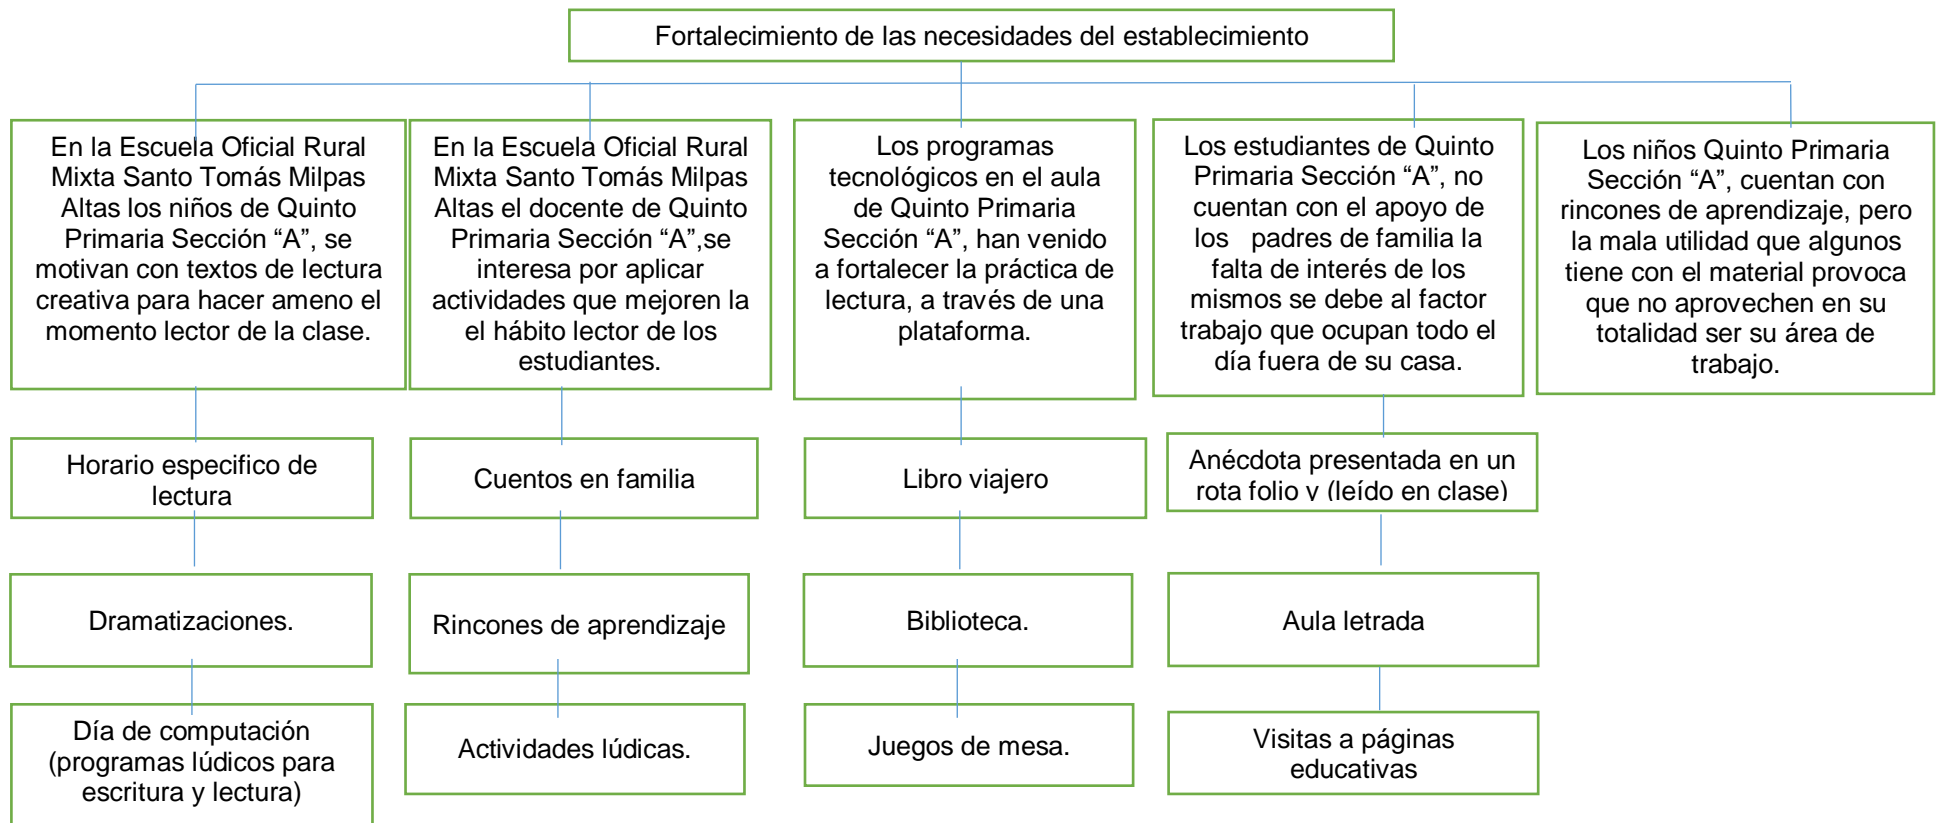 Fortalecimiento de las necesidades del establecimiento
En la Escuela Oficial Rural
Mixta Santo Tomás Milpas
Altas los niños de Quinto
Primaria Sección “A”, se
motivan con textos de lectura
creativa para hacer ameno el
momento lector de la clase.
En la Escuela Oficial Rural
Mixta Santo Tomás Milpas
Altas el docente de Quinto
Primaria Sección “A”,se
interesa por aplicar
actividades que mejoren la
el hábito lector de los
estudiantes.
Los programas
tecnológicos en el aula
de Quinto Primaria
Sección “A”, han venido
a fortalecer la práctica de
lectura, a través de una
plataforma.
Los estudiantes de Quinto
Primaria Sección “A”, no
cuentan con el apoyo de
los padres de familia la
falta de interés de los
mismos se debe al factor
trabajo que ocupan todo el
día fuera de su casa.
Los niños Quinto Primaria
Sección “A”, cuentan con
rincones de aprendizaje, pero
la mala utilidad que algunos
tiene con el material provoca
que no aprovechen en su
totalidad ser su área de
trabajo.
Horario especifico de
lectura
Cuentos en familia
Libro viajero
Anécdota presentada en un
rota folio y (leído en clase)
Dramatizaciones.
Rincones de aprendizaje
Biblioteca.
Aula letrada
Día de computación
(programas lúdicos para
escritura y lectura)
Actividades lúdicas.
Juegos de mesa.
Visitas a páginas
educativas